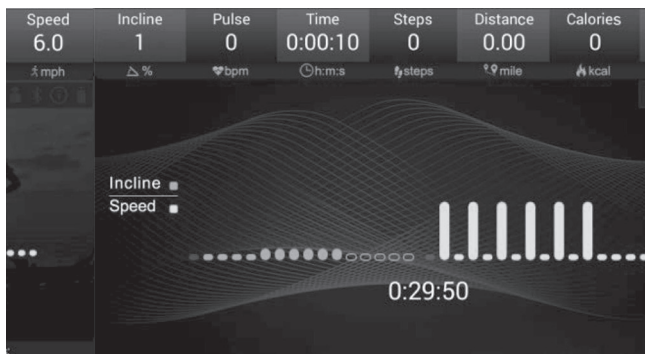 Speed Incline Pulse Time Steps Distance Calories
6.0 1 0 0:00:10 0 0.00 0
mph % bpm h:m:s steps mile kcal
Incline
Speed
0:29:50